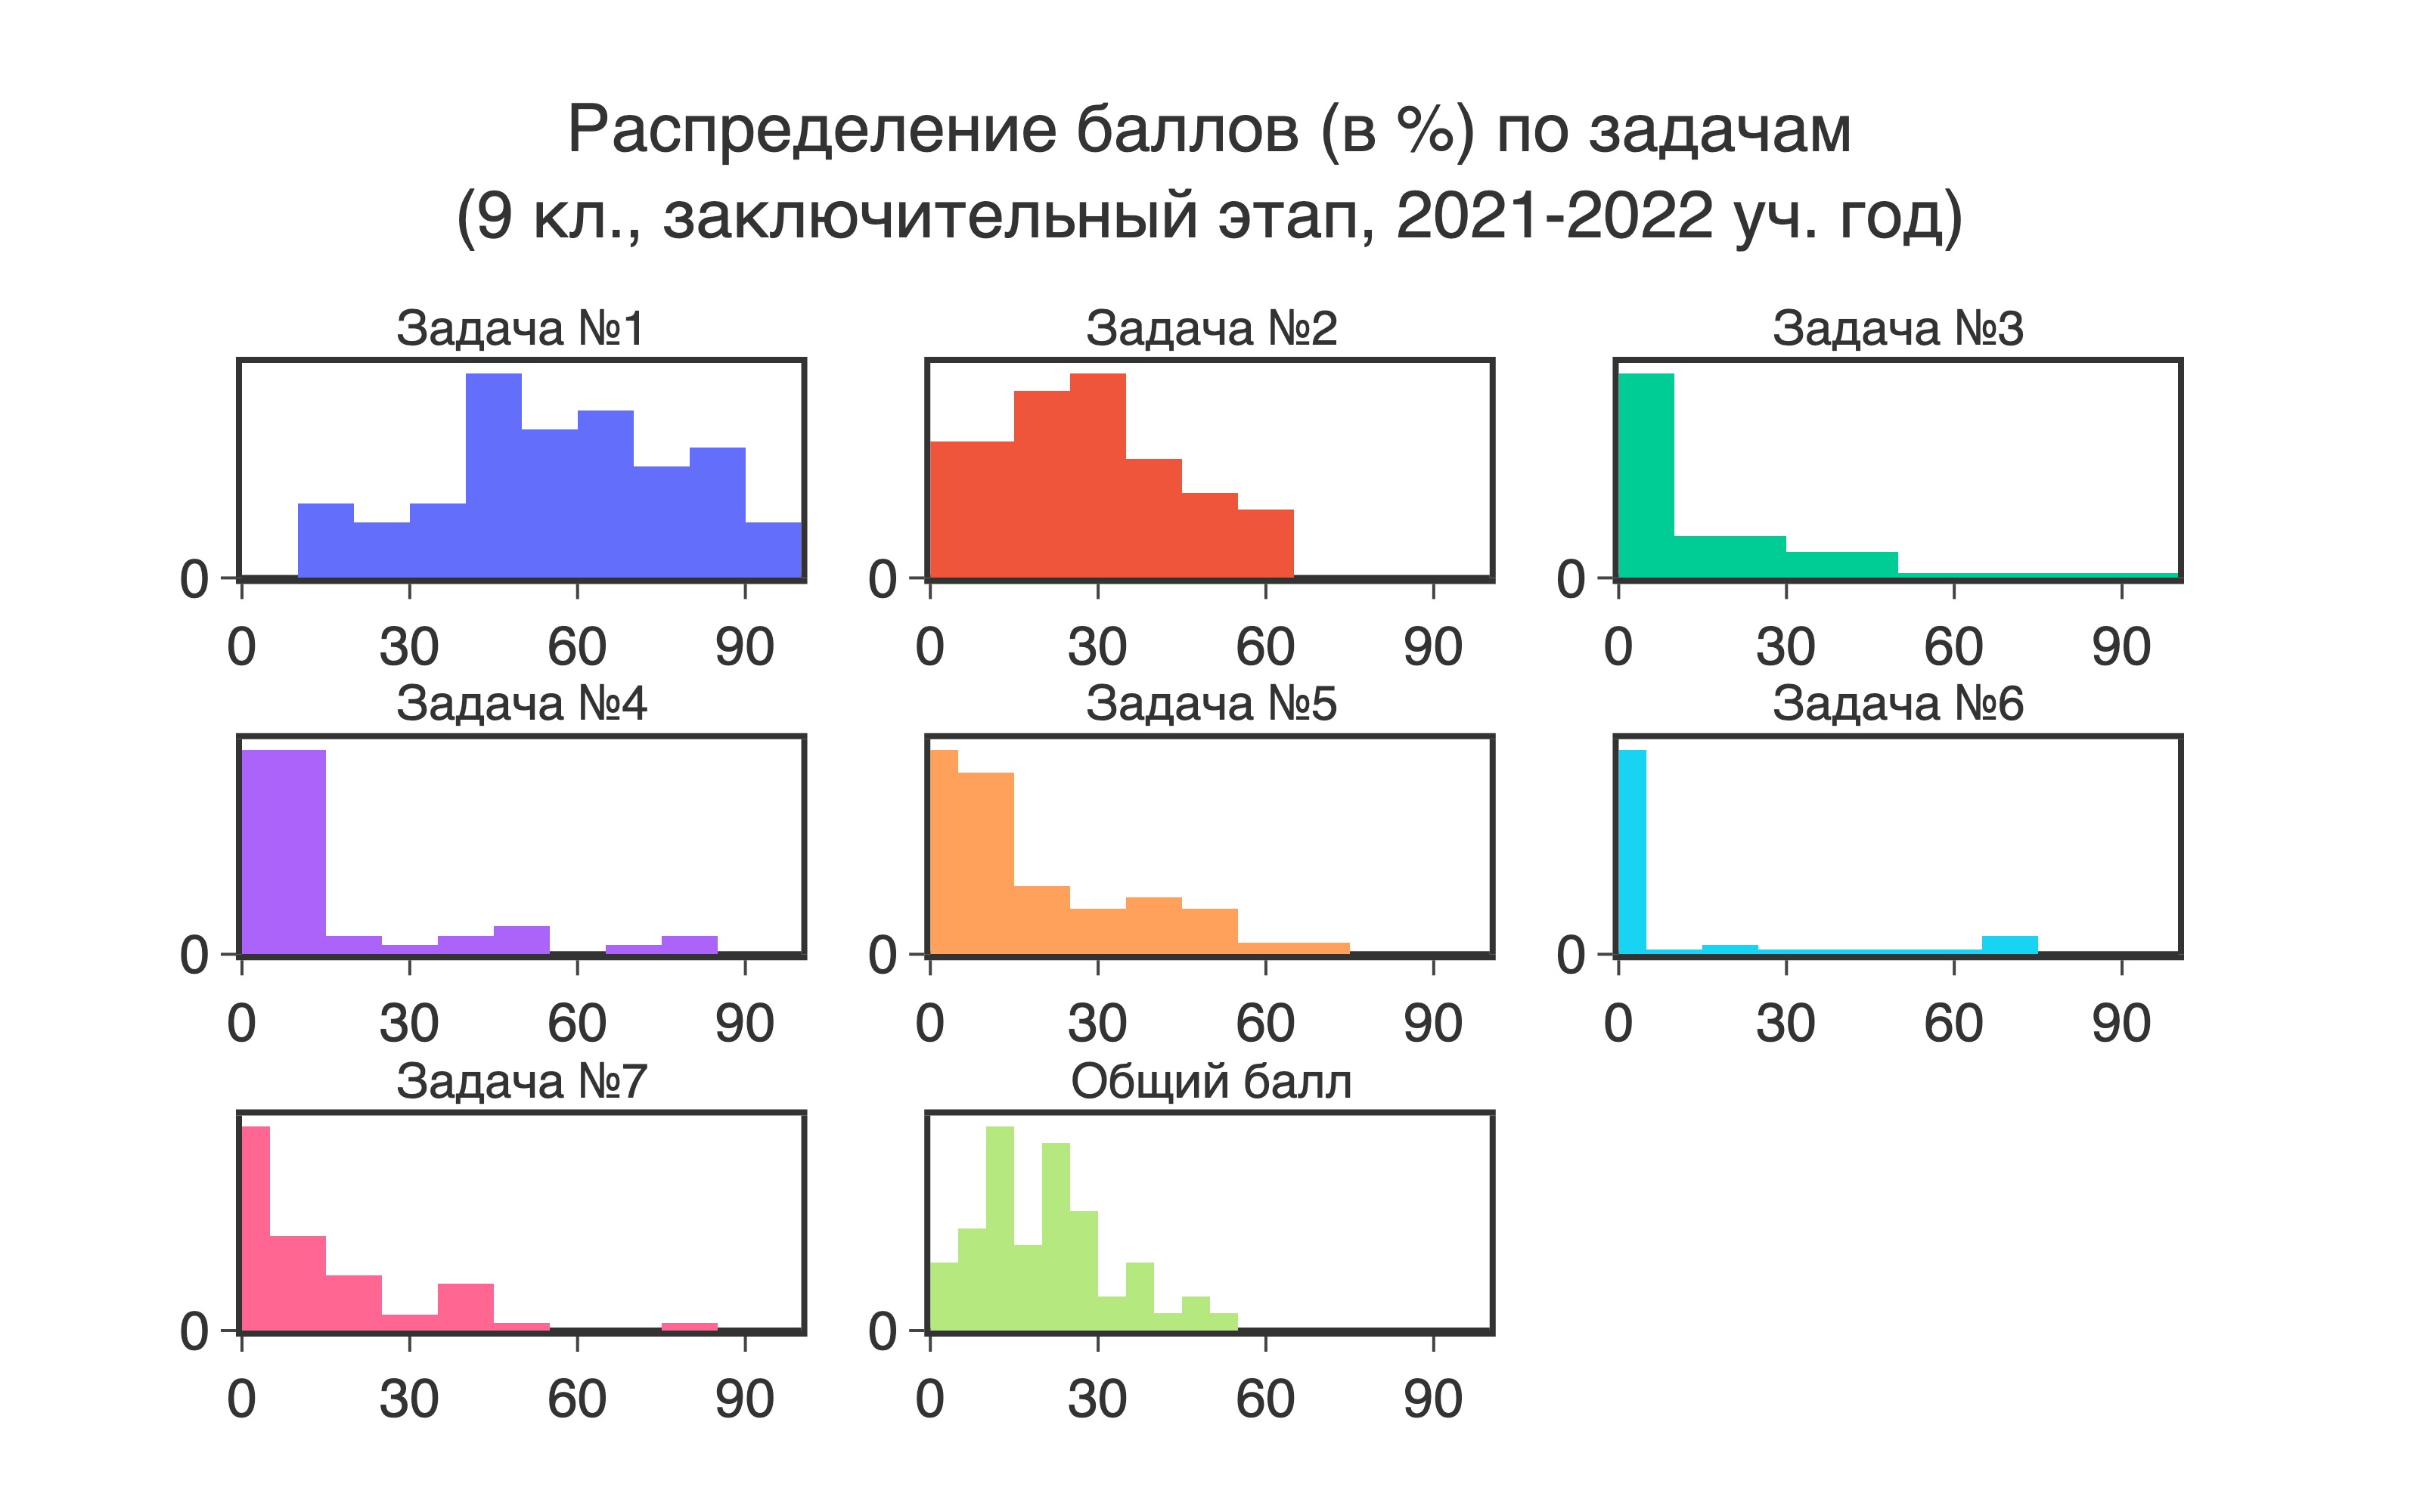 Распределение баллов (в %) по задачам
(9 кл., заключительный этап, 2021-2022 уч. год)
Задача №1
0
0 30 60 90
Задача №2
0
0 30 60 90
Задача №3
0
0 30 60 90
Задача №4
0
0 30 60 90
Задача №5
0
0 30 60 90
Задача №6
0
0 30 60 90
Задача №7
0
0 30 60 90
Общий балл
0
0 30 60 90